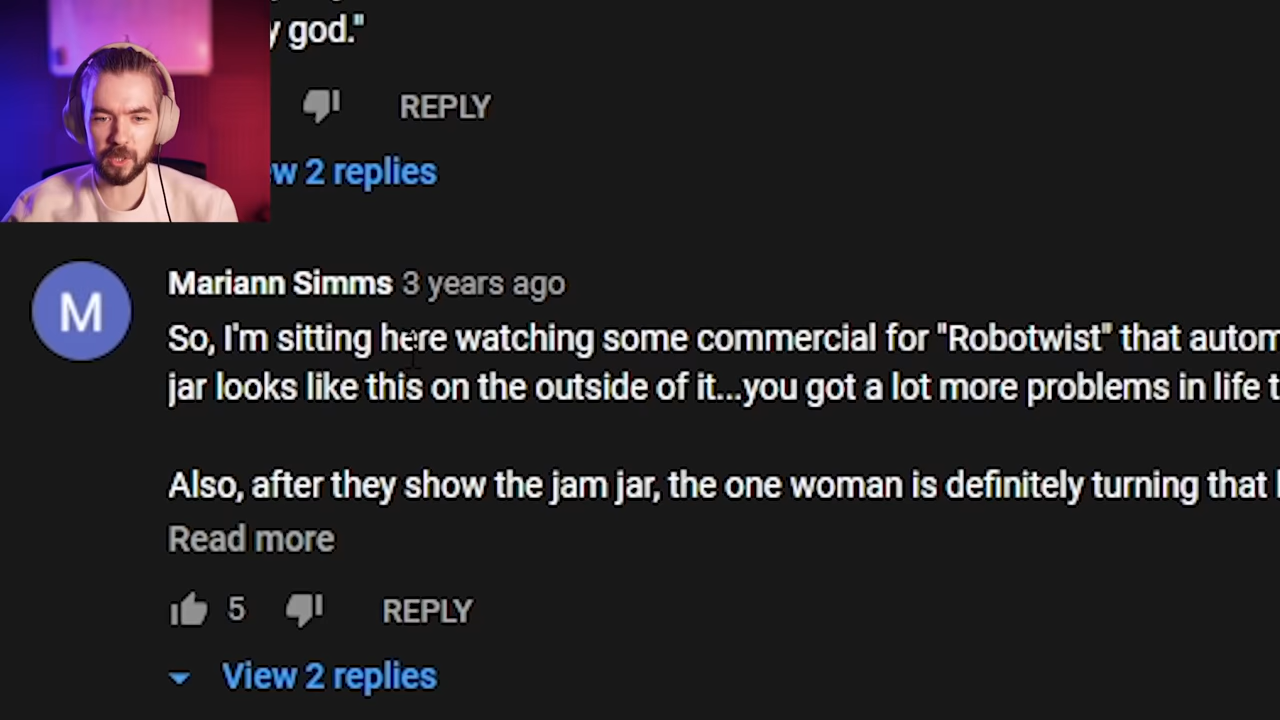 god."
REPLY
2 replies
M
Mariann Simms 3 years ago
So, I'm sitting here watching some commercial for "Robotwist" that
jar looks like this on the outside of it...you got a lot more problems in life
Also, after they show the jam jar, the one woman is definitely turning that
Read more
5
REPLY
View 2 replies